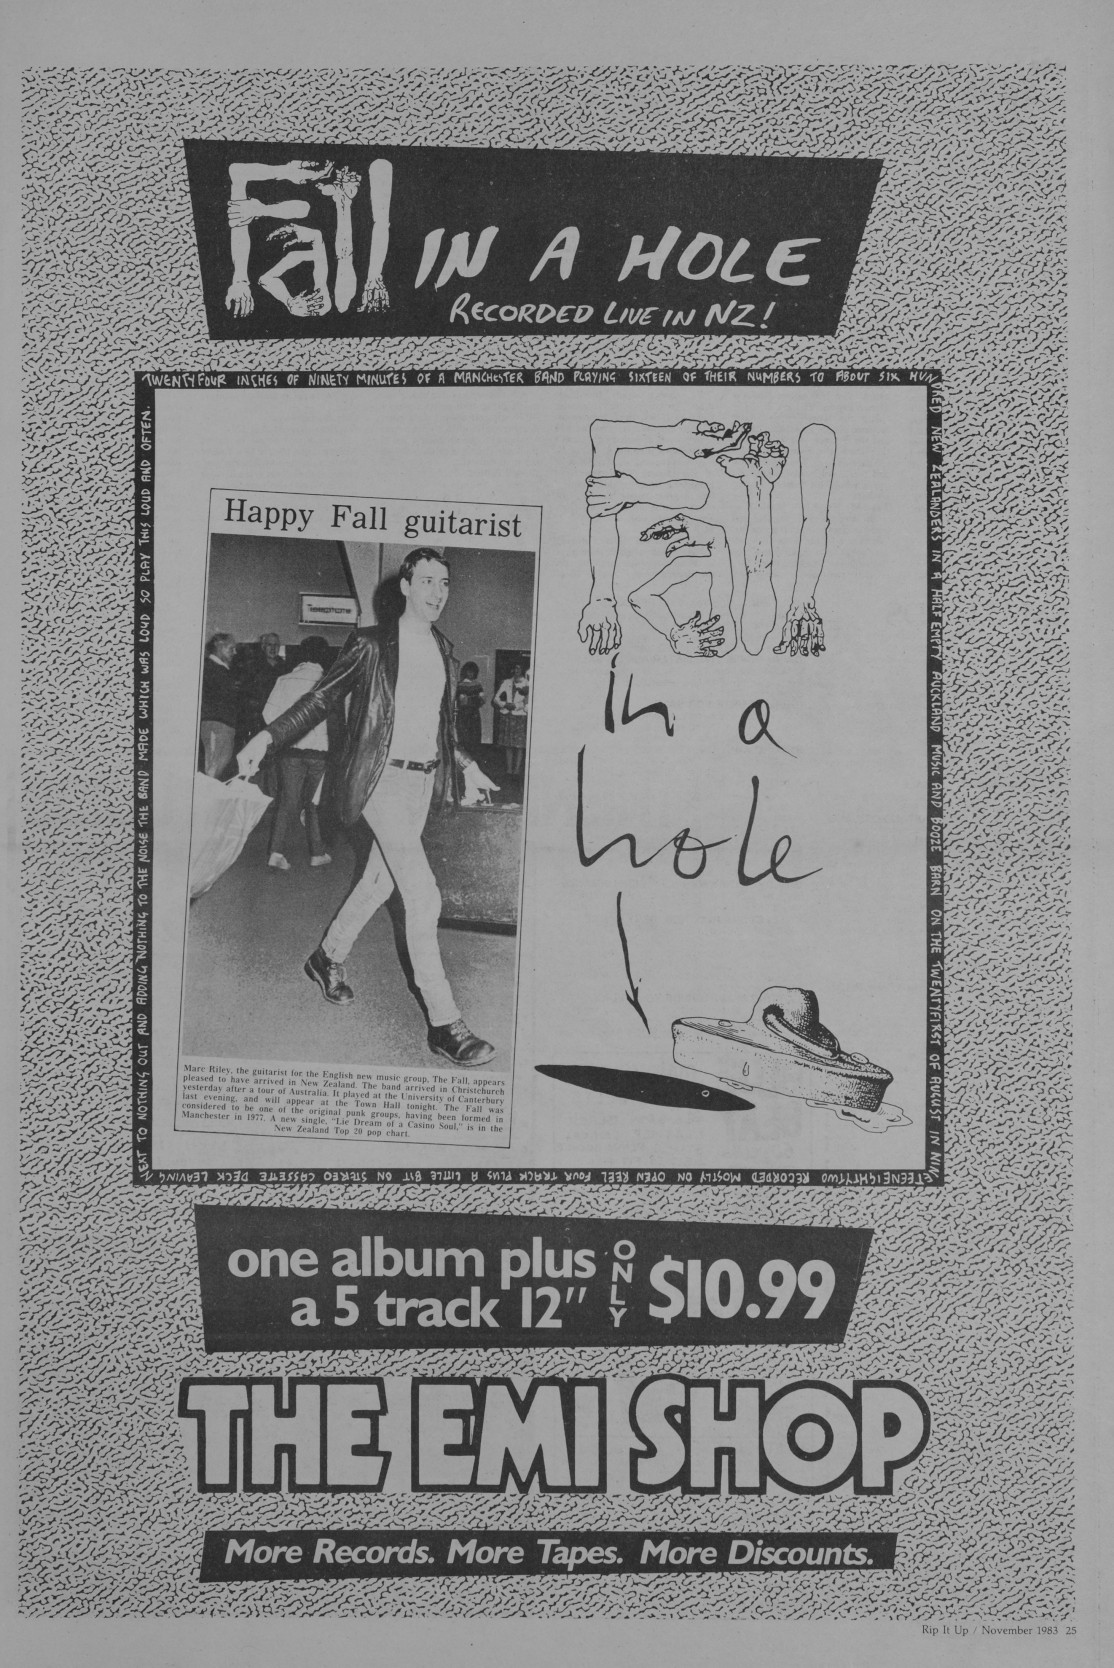 Fall IN A HOLE
RECORDED LIVE IN NZ!
TWENTYFOUR INCHES OF NINETY MINUTES OF A MANCHESTER BAND PLAYING SIXTEEN OF THEIR NUMBERS TO ABOUT SIX HUN
DRED NEW ZEALANDERS IN A HALF EMPTY AUCKLAND MUSIC AND BOOZE BARN ON THE TWENTYFIRST OF AUGUST IN NIN
ETEENEIGHTYTWO RECORDED MOSTLY ON OPEN REEL FOUR TRACK PLUS A LITTLE BIT ON STEREO CASSETTE DECK LEAVING
NEXT TO NOTHING OUT AND ADDING NOTHING TO THE NOISE THE BAND MADE WHICH WAS LOUD SO PLAY THIS LOUD AND OFTEN.
Happy Fall guitarist
Telephone
Marc Riley, the guitarist for the English new music group, The Fall, appears
pleased to have arrived in New Zealand. The band arrived in Christchurch
yesterday after a tour of Australia. It played at the University of Canterbury
last evening, and will appear at the Town Hall tonight. The Fall was
considered to be one of the original punk groups, having been formed in
Manchester in 1977. A new single, "Lie Dream of a Casino Soul," is in the
New Zealand Top 20 pop chart.
Fall
in a
hole
one album plus
a 5 track 12"
ONLY
$10.99
THE EMI SHOP
More Records. More Tapes. More Discounts.
Rip It Up / November 1983 25